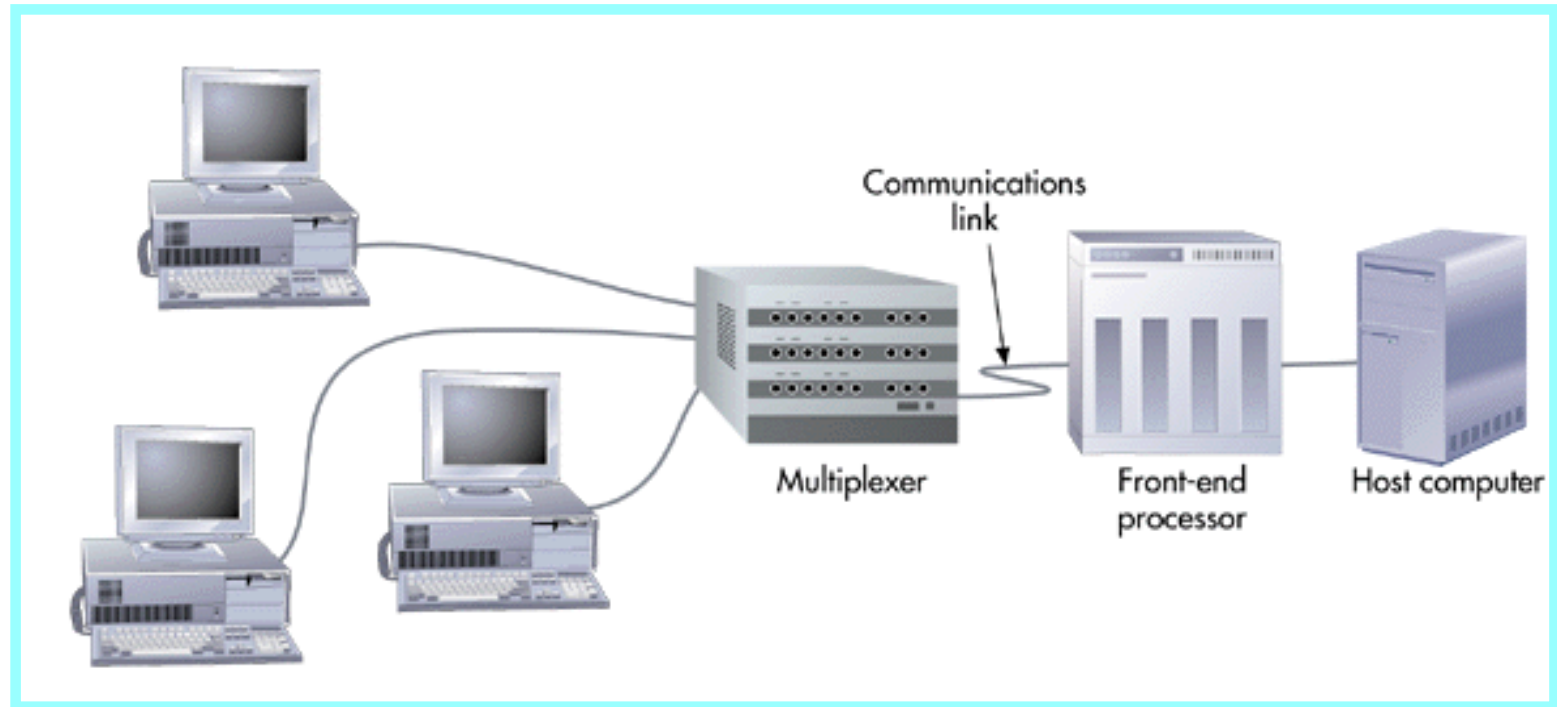 Communications
link
Multiplexer
Front-end
processor
Host computer